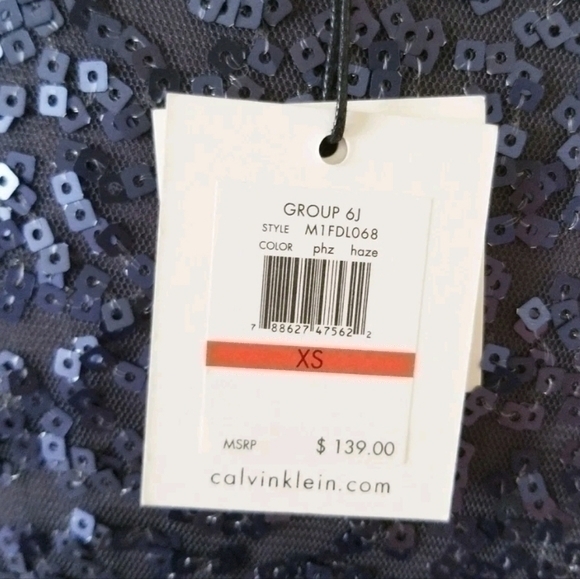 GROUP 6J
STYLE M1FDL068
COLOR phz haze
7 88627 47562 2
XS
MSRP $ 139.00
calvinklein.com